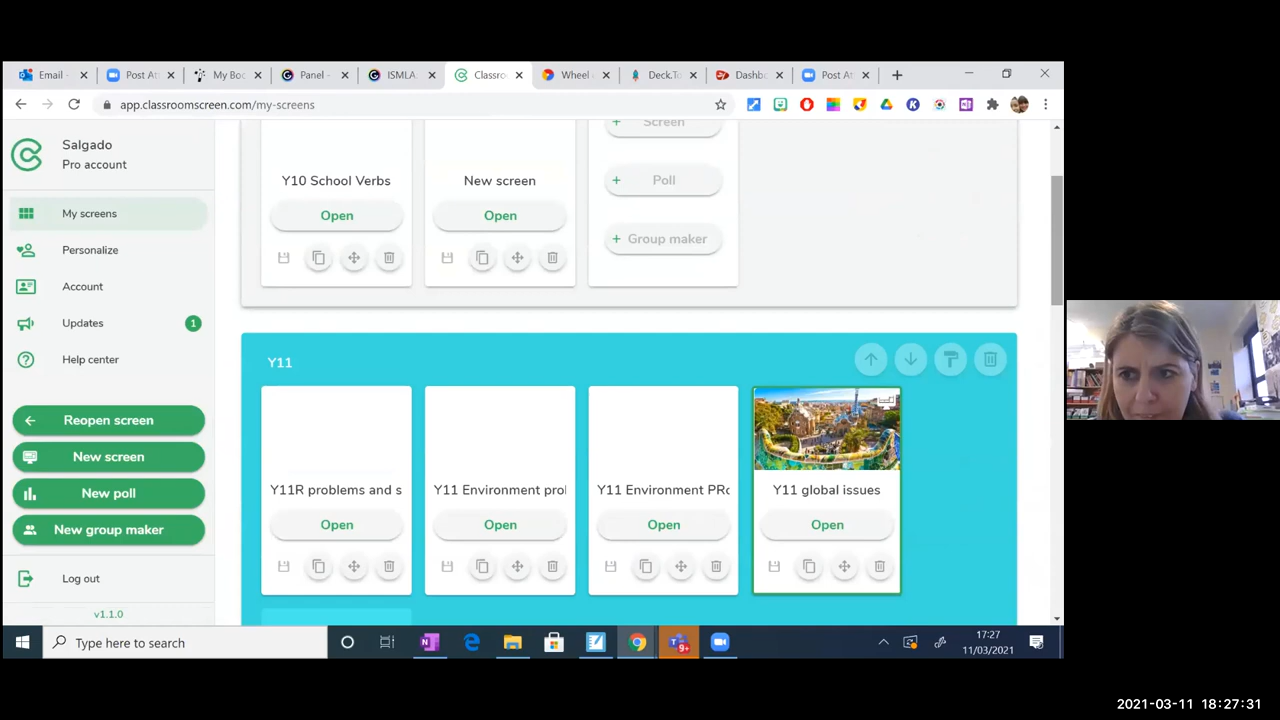 Email
Post At
My Boo
Panel -
ISMLA
Classro
Wheel
Deck.To
Dashb
Post At
app.classroomscreen.com/my-screens
Salgado
Pro account
My screens
Personalize
Account
Updates 1
Help center
Reopen screen
New screen
New poll
New group maker
Log out
v1.1.0
Y10 School Verbs
Open
New screen
Open
+ Screen
+ Poll
+ Group maker
Y11
Y11R problems and s
Open
Y11 Environment prol
Open
Y11 Environment PRo
Open
Y11 global issues
Open
Type here to search
9+
17:27
11/03/2021
2021-03-11 18:27:31